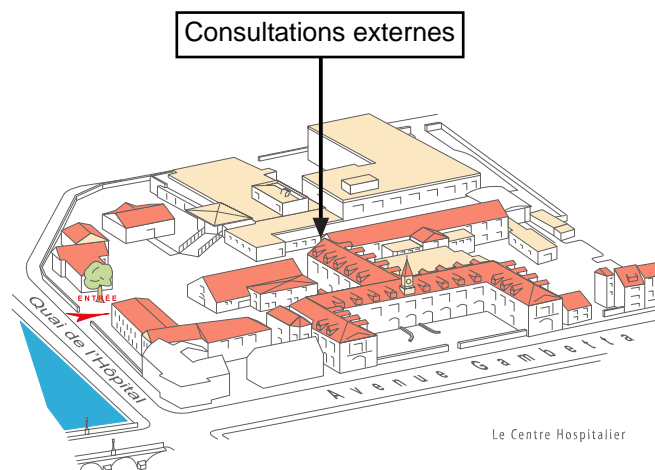 Consultations externes
ENTRÉE
Quai de l'Hôpital
Avenue Gambetta
Le Centre Hospitalier